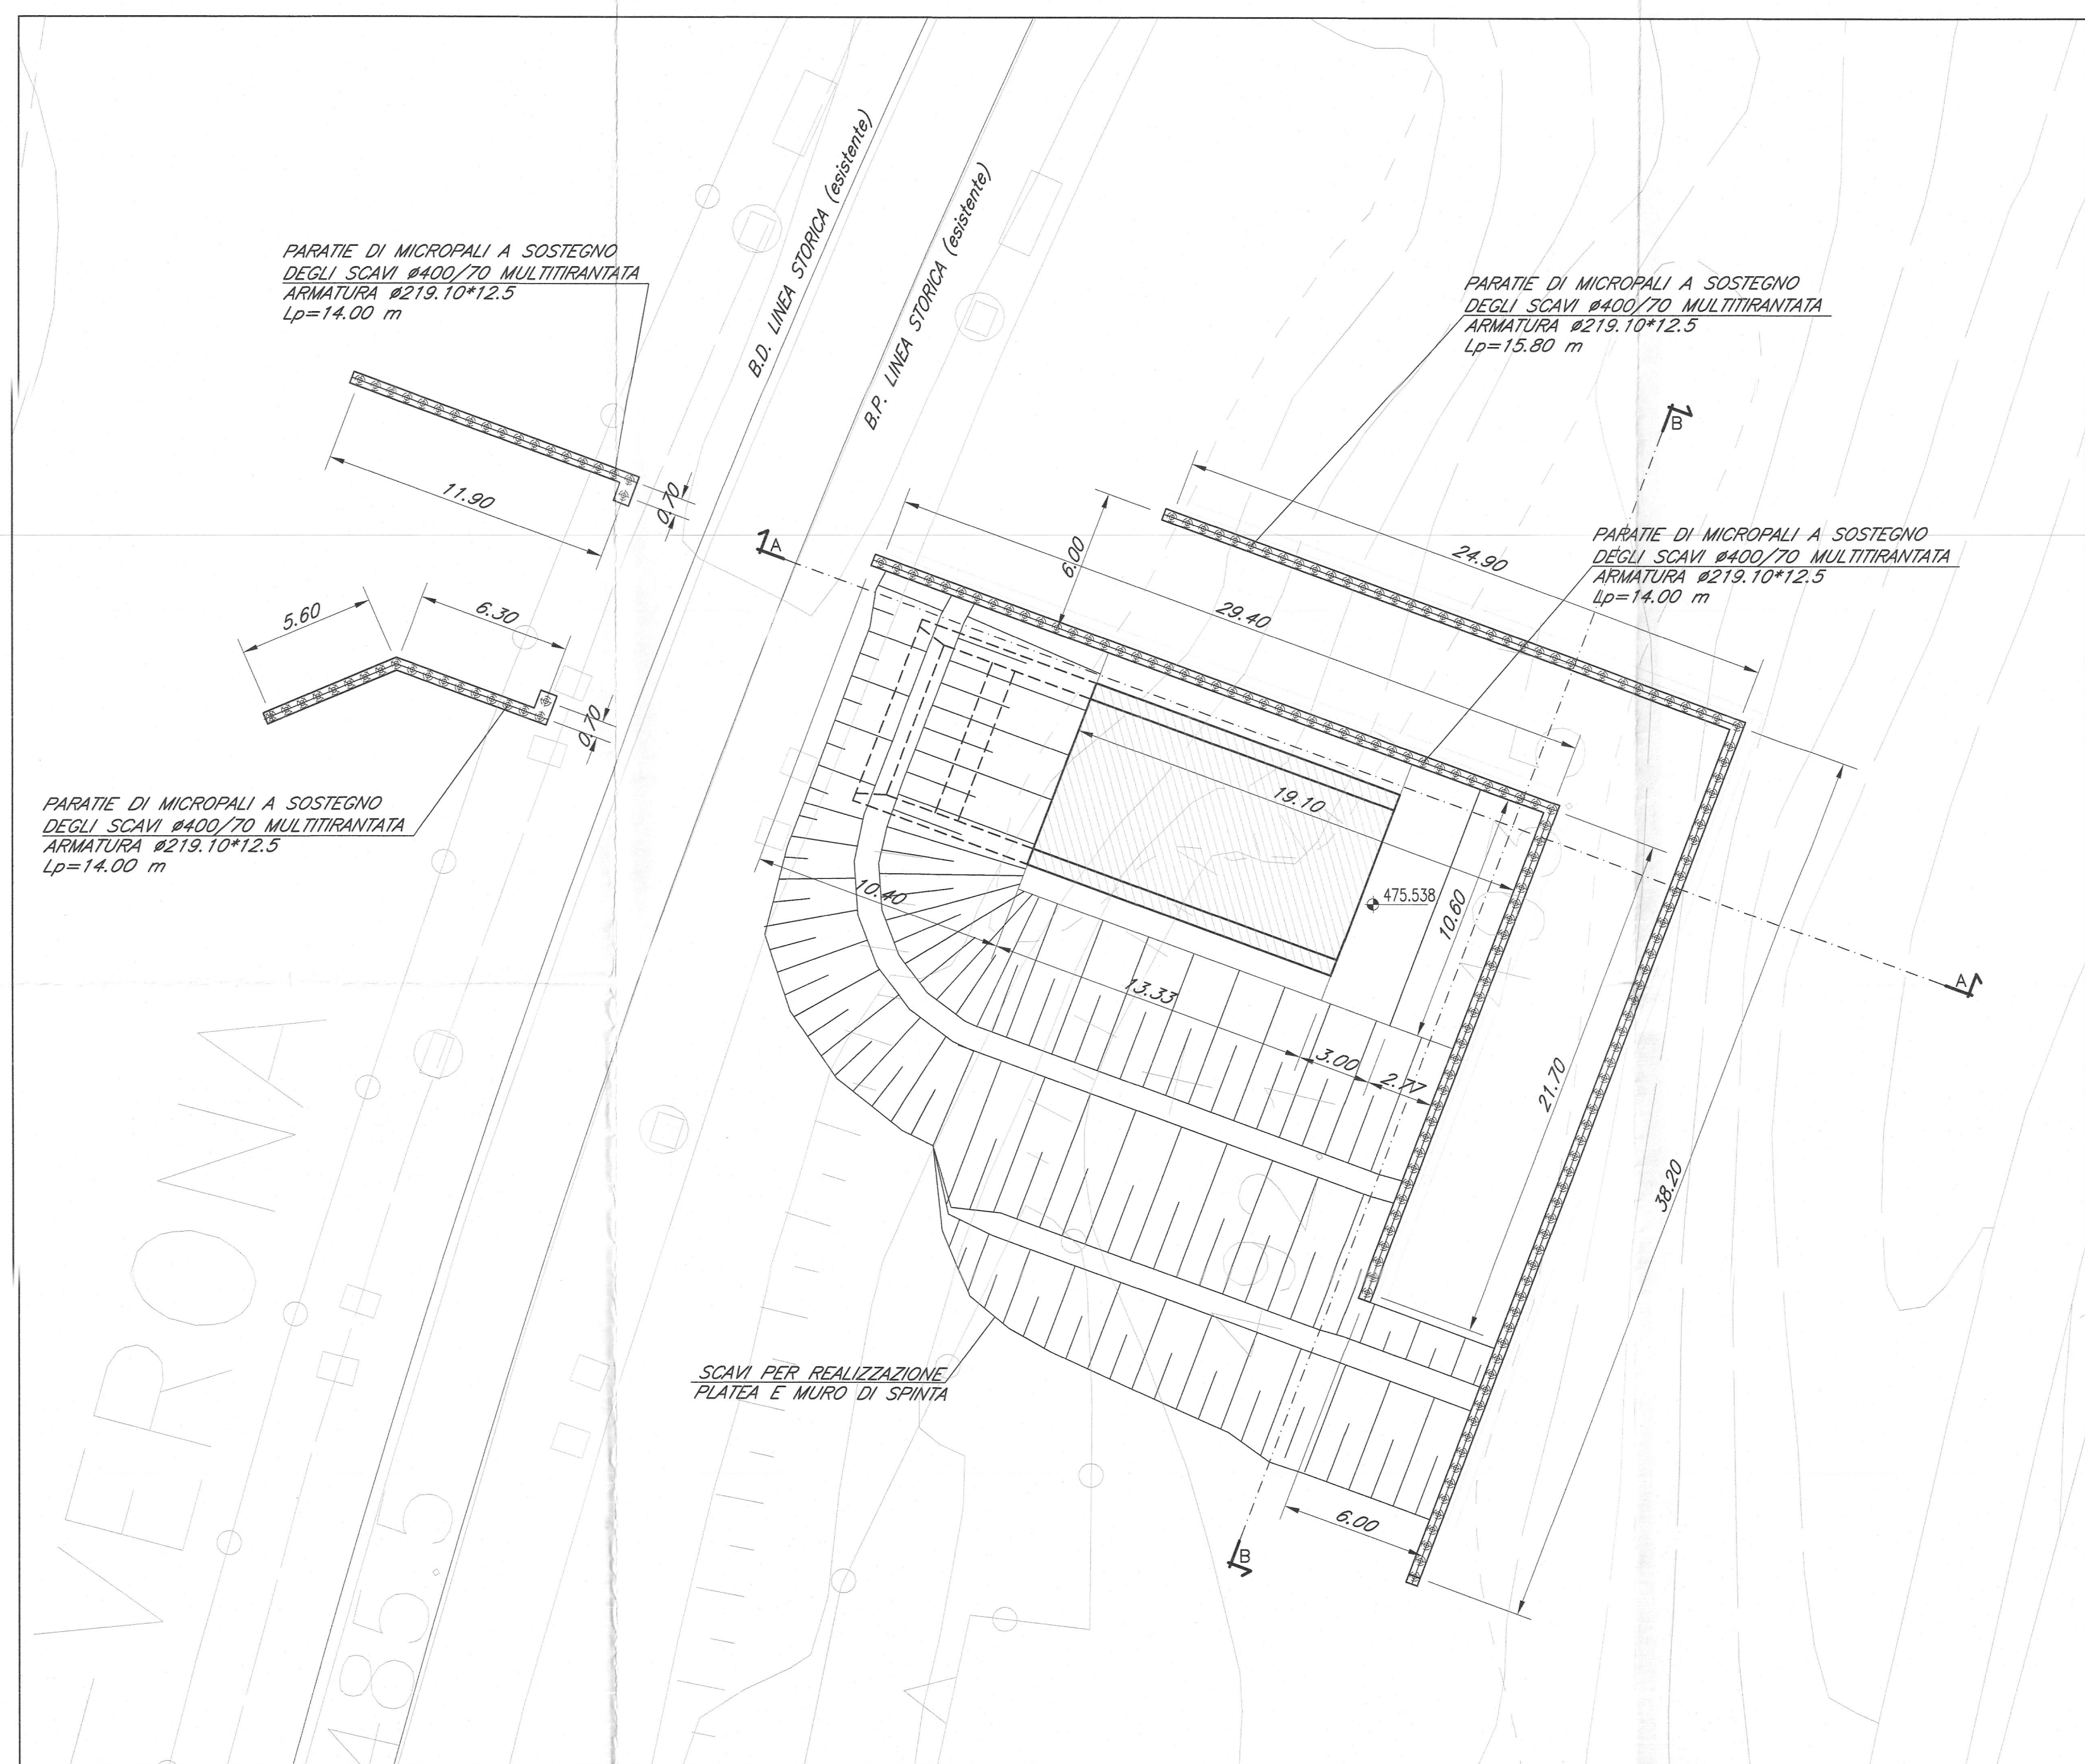 B.D. LINEA STORICA (esistente)
B.P. LINEA STORICA (esistente)
PARATIE DI MICROPALI A SOSTEGNO
DEGLI SCAVI ø400/70 MULTITIRANTATA
ARMATURA ø219.10*12.5
Lp=14.00 m
PARATIE DI MICROPALI A SOSTEGNO
DEGLI SCAVI ø400/70 MULTITIRANTATA
ARMATURA ø219.10*12.5
Lp=15.80 m
B
11.90
0.70
A
6.00
24.90
PARATIE DI MICROPALI A SOSTEGNO
DEGLI SCAVI ø400/70 MULTITIRANTATA
ARMATURA ø219.10*12.5
Lp=14.00 m
5.60
6.30
29.40
0.70
19.10
PARATIE DI MICROPALI A SOSTEGNO
DEGLI SCAVI ø400/70 MULTITIRANTATA
ARMATURA ø219.10*12.5
Lp=14.00 m
10.40
475.538
10.60
A
13.33
3.00
2.77
21.70
38.20
VERONA
SCAVI PER REALIZZAZIONE
PLATEA E MURO DI SPINTA
6.00
B
485.5